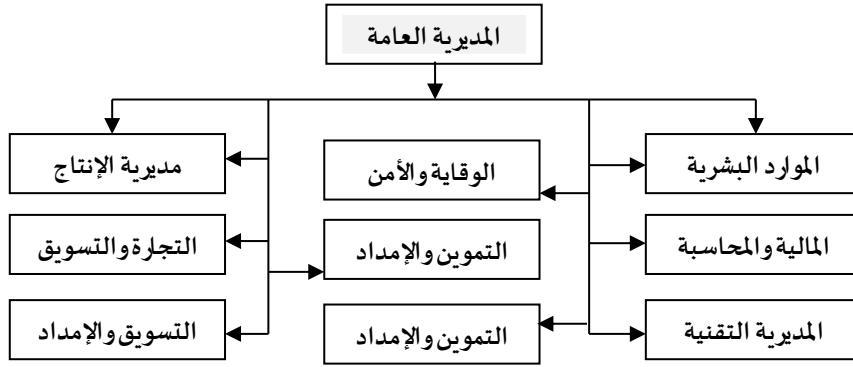 المديرية العامة
الموارد البشرية
الوقاية والأمن
مديرية الإنتاج
المالية والمحاسبة
التموين والإمداد
التجارة والتسويق
المديرية التقنية
التموين والإمداد
التسويق والإمداد